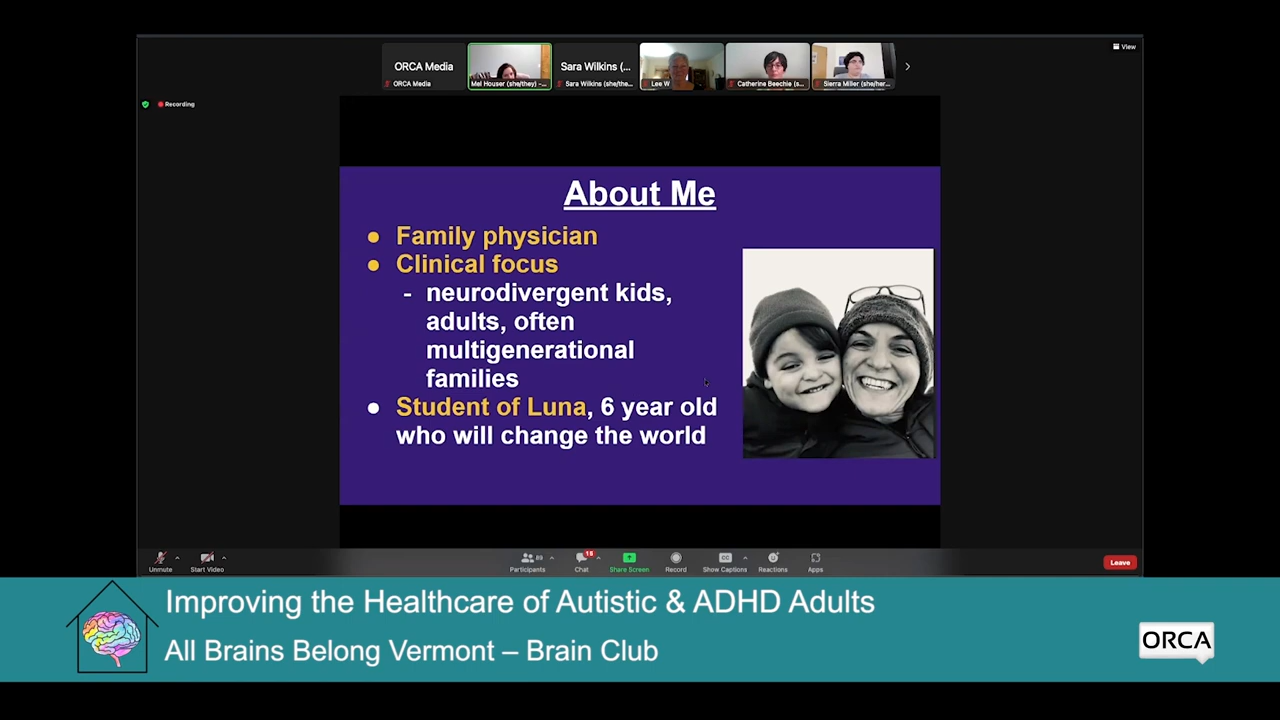 View
ORCA Media
Sara Wilkins (...
ORCA Media
Mel Houser (she/they) -...
Sara Wilkins (she/the...
Lee W
Catherine Beechie (s...
Sierra Miller (she/her...
Recording
About Me
● Family physician
● Clinical focus
- neurodivergent kids,
adults, often
multigenerational
families
● Student of Luna, 6 year old
who will change the world
Unmute
Start Video
89
Participants
15
Chat
Share Screen
Record
CC
Show Captions
Reactions
Apps
Leave
Improving the Healthcare of Autistic & ADHD Adults
All Brains Belong Vermont – Brain Club
ORCA